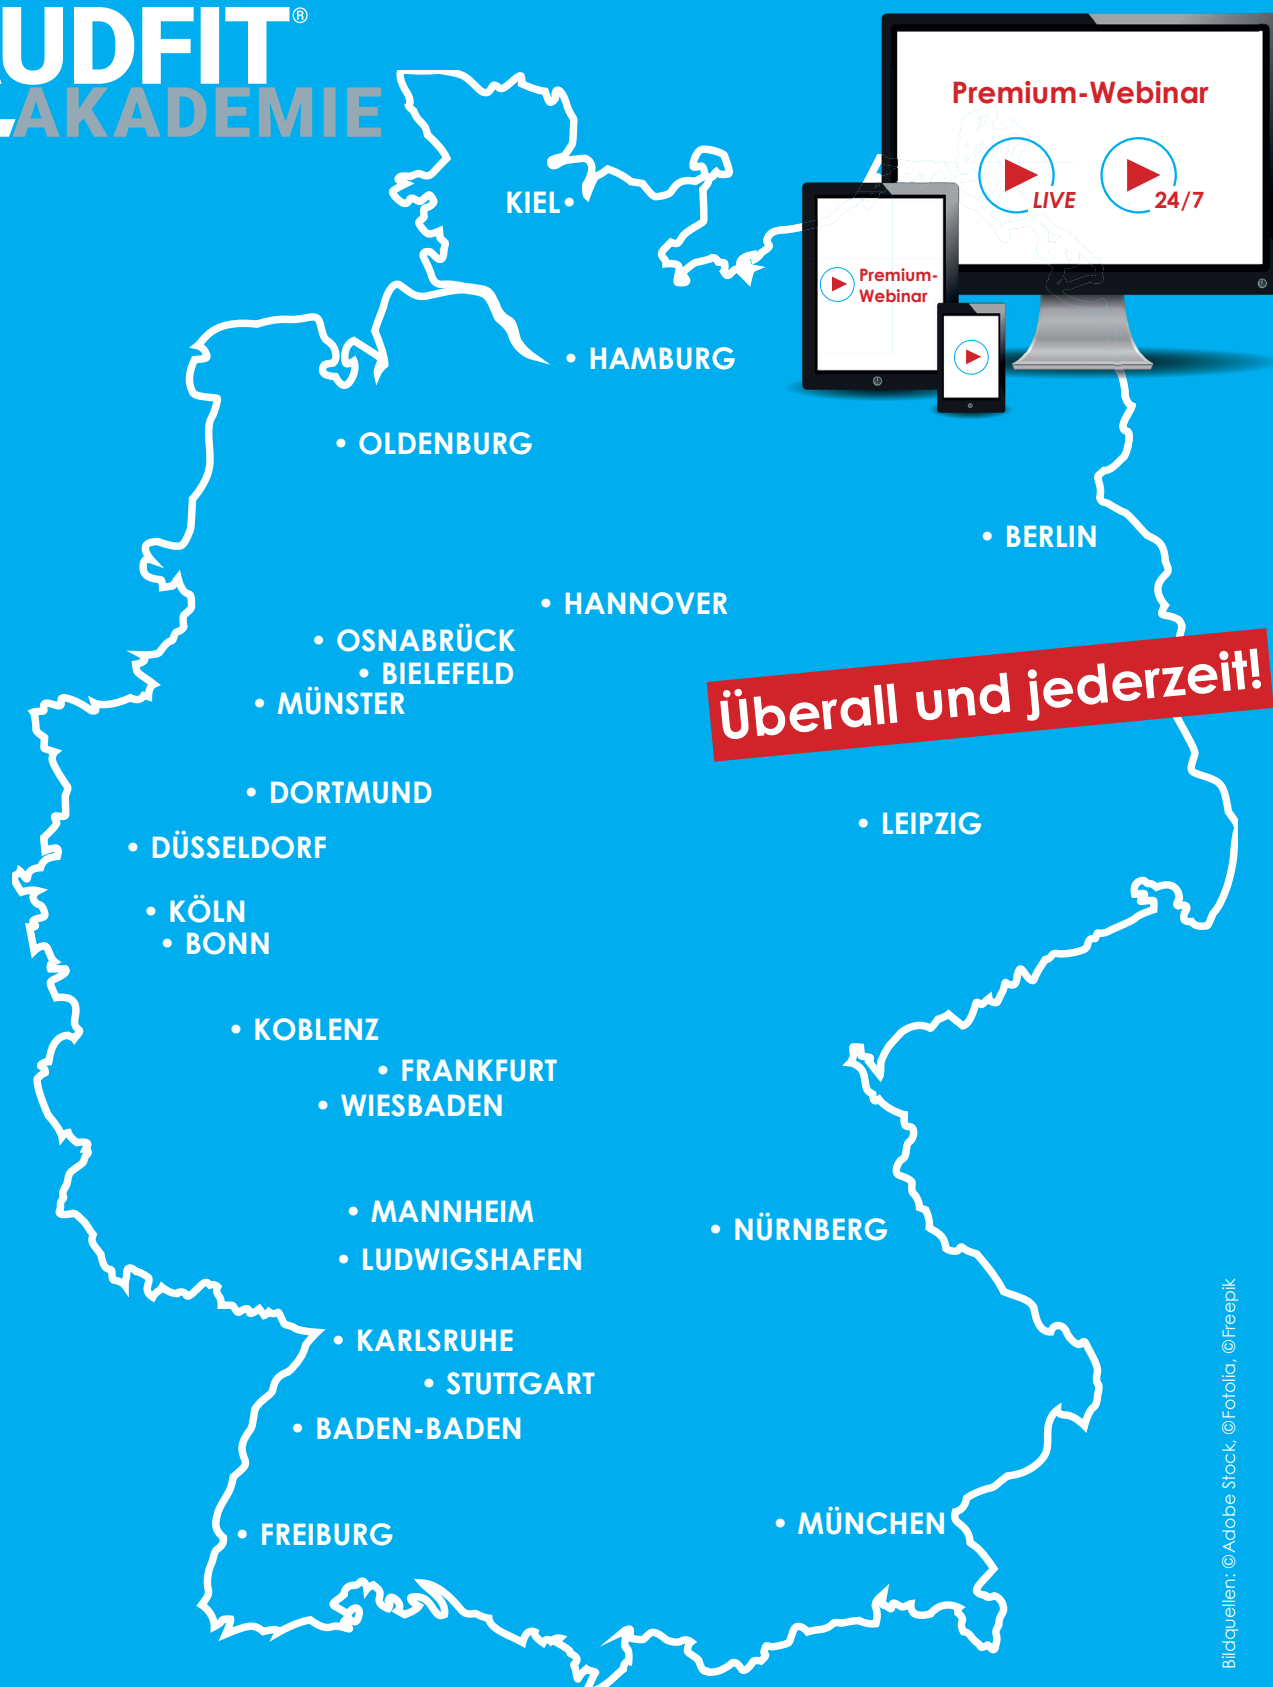 UDFIT®
AKADEMIE
Premium-Webinar
LIVE
24/7
Premium-
Webinar
KIEL
• HAMBURG
• OLDENBURG
• BERLIN
• HANNOVER
• OSNABRÜCK
• BIELEFELD
• MÜNSTER
Überall und jederzeit!
• DORTMUND
• LEIPZIG
• DÜSSELDORF
• KÖLN
• BONN
• KOBLENZ
• FRANKFURT
• WIESBADEN
• MANNHEIM
• NÜRNBERG
• LUDWIGSHAFEN
• KARLSRUHE
• STUTTGART
• BADEN-BADEN
• MÜNCHEN
• FREIBURG
Bildquellen: ©Adobe Stock, ©Fotolia, ©Freepik